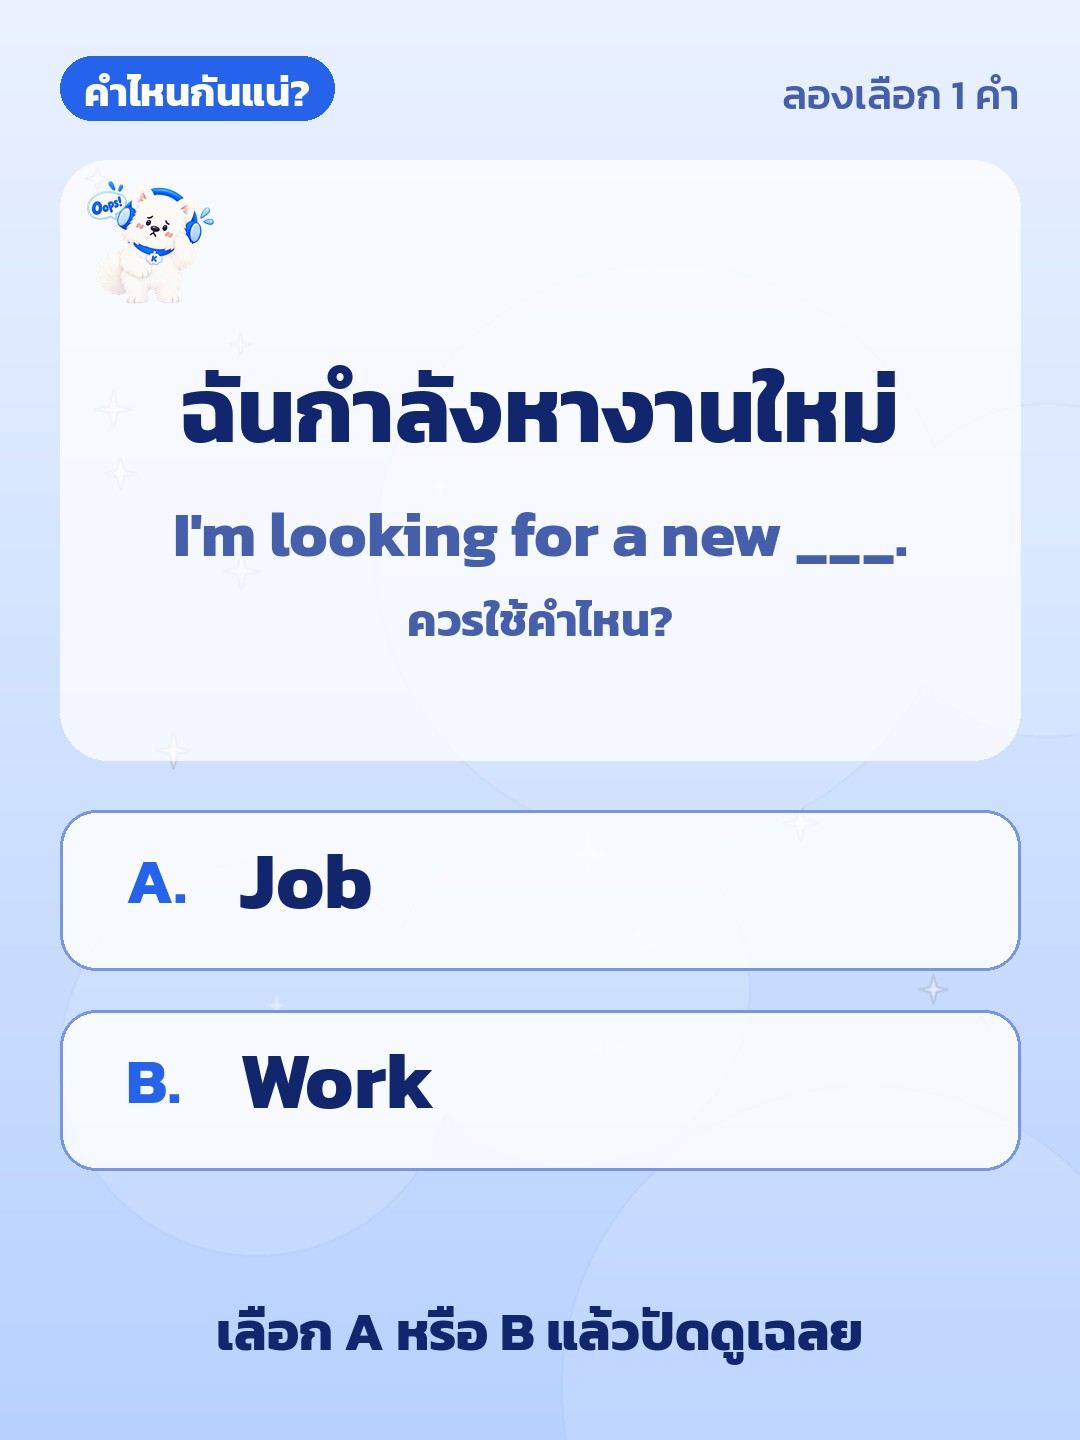 คำไหนกันแน่?
ลองเลือก 1 คำ
Oops!
K
ฉันกำลังหางานใหม่
I'm looking for a new ___.
ควรใช้คำไหน?
A. Job
B. Work
เลือก A หรือ B แล้วปัดดูเฉลย